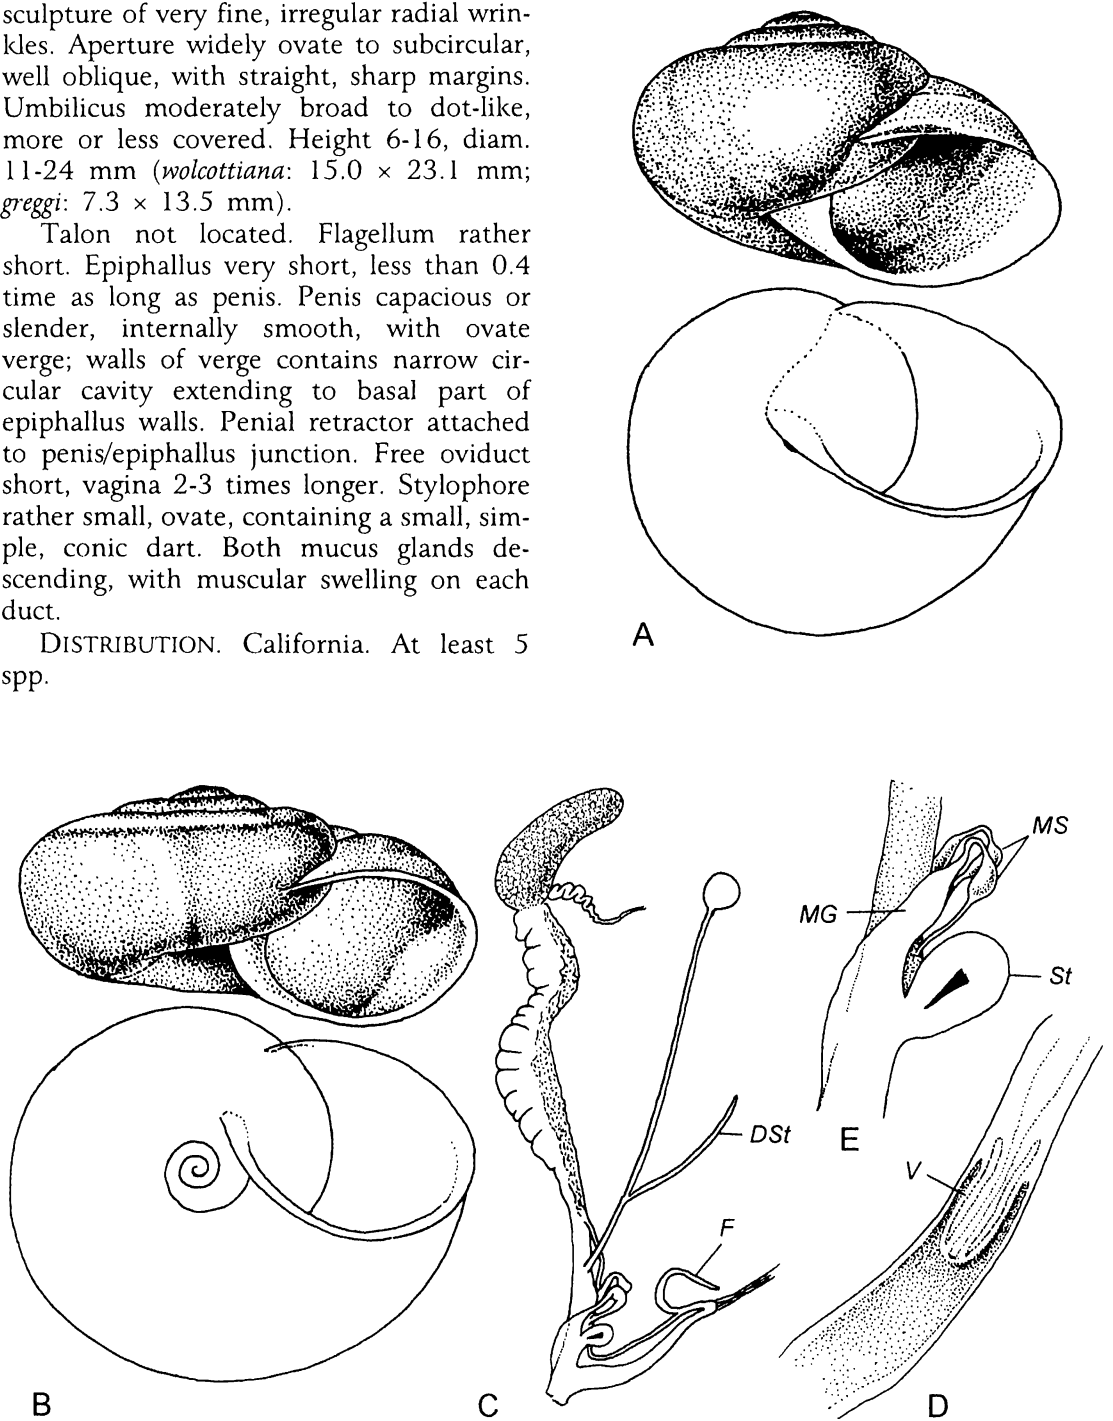 sculpture of very fine, irregular radial wrin-
kles. Aperture widely ovate to subcircular,
well oblique, with straight, sharp margins.
Umbilicus moderately broad to dot-like,
more or less covered. Height 6-16, diam.
11-24 mm (wolcottiana: 15.0 × 23.1 mm;
greggi: 7.3 × 13.5 mm).
Talon not located. Flagellum rather
short. Epiphallus very short, less than 0.4
time as long as penis. Penis capacious or
slender, internally smooth, with ovate
verge; walls of verge contains narrow cir-
cular cavity extending to basal part of
epiphallus walls. Penial retractor attached
to penis/epiphallus junction. Free oviduct
short, vagina 2-3 times longer. Stylophore
rather small, ovate, containing a small, sim-
ple, conic dart. Both mucus glands de-
scending, with muscular swelling on each
duct.
DISTRIBUTION. California. At least 5
spp.
A
MS
MG
St
E
DSt
V
F
B
C
D